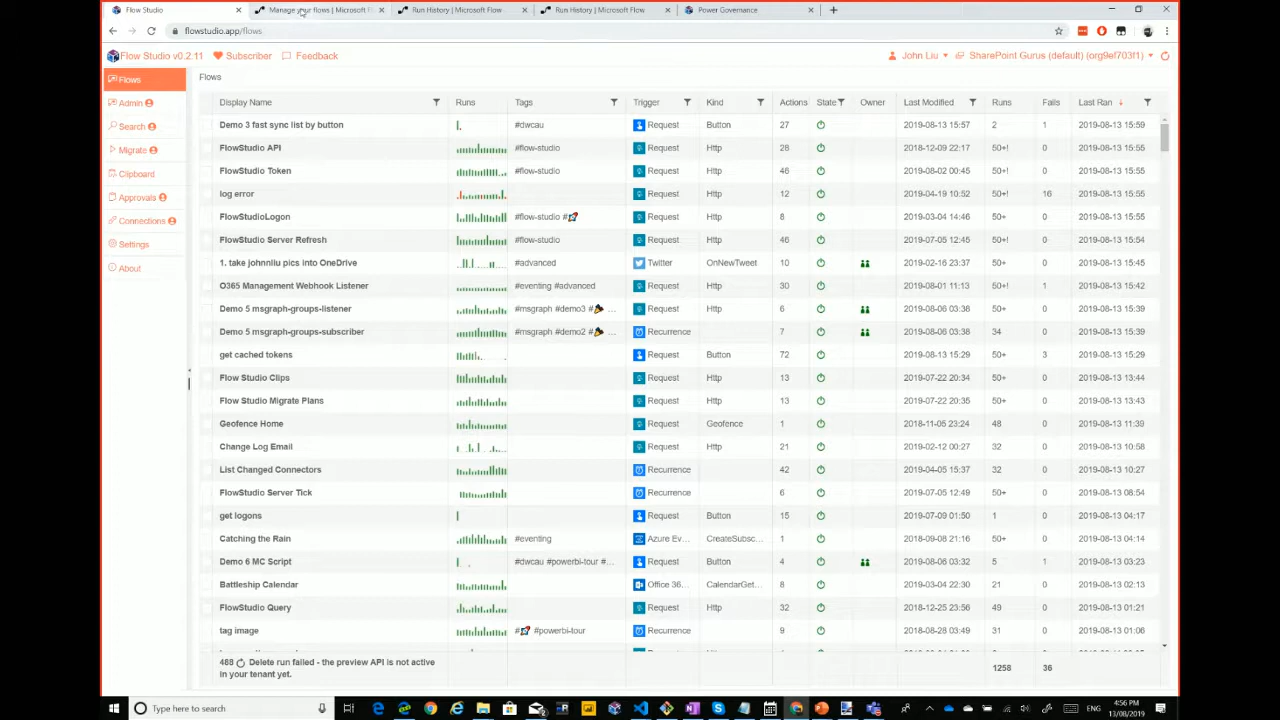 Flow Studio
Manage your flows | Microsoft Fl
Run History | Microsoft Flow
Run History | Microsoft Flow
Power Governance
flowstudio.app/flows
Flow Studio v0.2.11 Subscriber Feedback John Liu SharePoint Gurus (default) (org9ef703f1)
Flows
Admin
Search
Migrate
Clipboard
Approvals
Connections
Settings
About
Flows
Display Name Runs Tags Trigger Kind Actions State Owner Last Modified Runs Fails Last Ran
Demo 3 fast sync list by button #dwcau Request Button 27 2019-08-13 15:57 2 1 2019-08-13 15:59
FlowStudio API #flow-studio Request Http 28 2018-12-09 22:17 50+! 0 2019-08-13 15:55
FlowStudio Token #flow-studio Request Http 46 2019-08-02 00:45 50+! 0 2019-08-13 15:55
log error Request Http 12 2019-04-19 10:52 50+! 16 2019-08-13 15:55
FlowStudioLogon #flow-studio # Request Http 8 2019-03-04 14:46 50+ 0 2019-08-13 15:55
FlowStudio Server Refresh #flow-studio Request Http 46 2019-07-05 12:45 50+! 0 2019-08-13 15:54
1. take johnnliu pics into OneDrive #advanced Twitter OnNewTweet 10 2019-02-16 23:37 50+ 0 2019-08-13 15:45
O365 Management Webhook Listener #eventing #advanced Request Http 30 2019-08-01 11:13 50+! 1 2019-08-13 15:42
Demo 5 msgraph-groups-listener #msgraph #demo3 # ... Request Http 6 2019-08-06 03:38 50+ 0 2019-08-13 15:39
Demo 5 msgraph-groups-subscriber #msgraph #demo2 # ... Recurrence 7 2019-08-06 03:38 34 0 2019-08-13 15:39
get cached tokens Request Button 72 2019-08-13 15:29 50+ 3 2019-08-13 15:29
Flow Studio Clips Request Http 13 2019-07-22 20:34 50+ 0 2019-08-13 13:44
Flow Studio Migrate Plans Request Http 13 2019-07-22 20:35 50+ 0 2019-08-13 13:43
Geofence Home Request Geofence 1 2018-11-05 23:24 48 0 2019-08-13 11:39
Change Log Email Request Http 21 2019-02-12 00:27 32 0 2019-08-13 10:58
List Changed Connectors Recurrence 42 2019-04-05 15:37 32 0 2019-08-13 10:27
FlowStudio Server Tick Recurrence 6 2019-07-05 12:49 50+ 0 2019-08-13 08:54
get logons Request Button 15 2019-07-09 01:50 1 0 2019-08-13 04:17
Catching the Rain #eventing Azure Ev... CreateSubsc... 1 2018-09-08 21:16 50+ 0 2019-08-13 04:14
Demo 6 MC Script #dwcau #powerbi-tour #... Request Button 4 2019-08-06 03:32 5 1 2019-08-13 03:23
Battleship Calendar Office 36... CalendarGet... 8 2019-03-04 22:30 21 0 2019-08-13 02:13
FlowStudio Query Request Http 32 2018-12-25 23:56 49 0 2019-08-13 01:21
tag image # #powerbi-tour Recurrence 9 2018-08-28 03:49 31 0 2019-08-13 01:06
488 Delete run failed - the preview API is not active
in your tenant yet.
1258 36
Type here to search
4:56 PM
13/08/2019